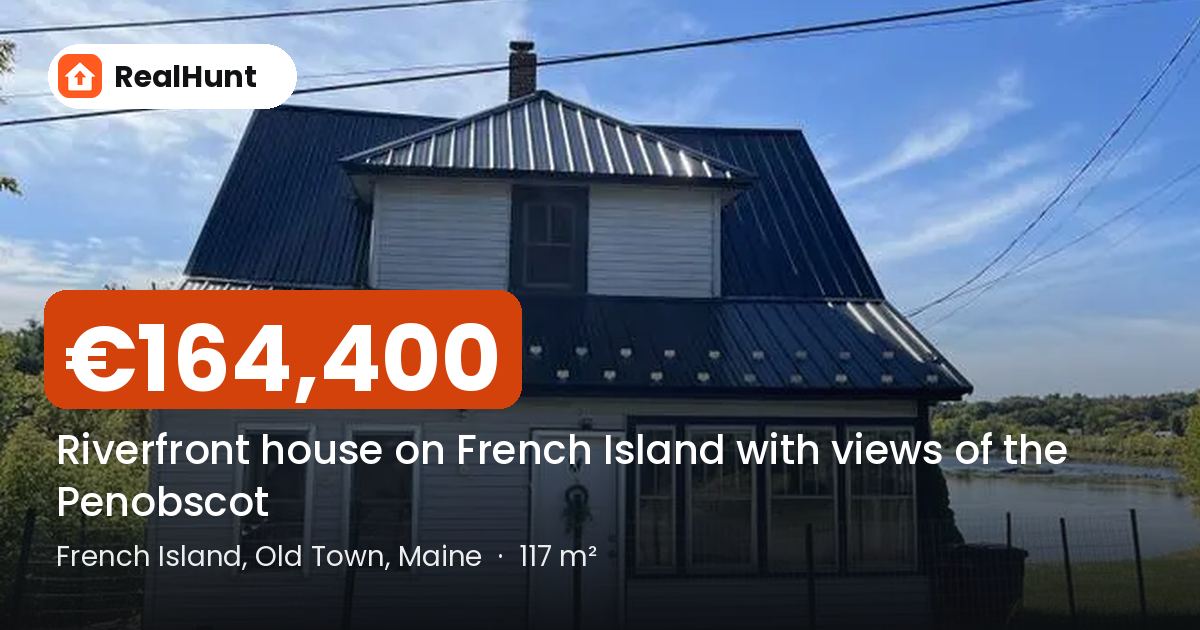 RealHunt
€164,400
Riverfront house on French Island with views of the
Penobscot
French Island, Old Town, Maine · 117 m²